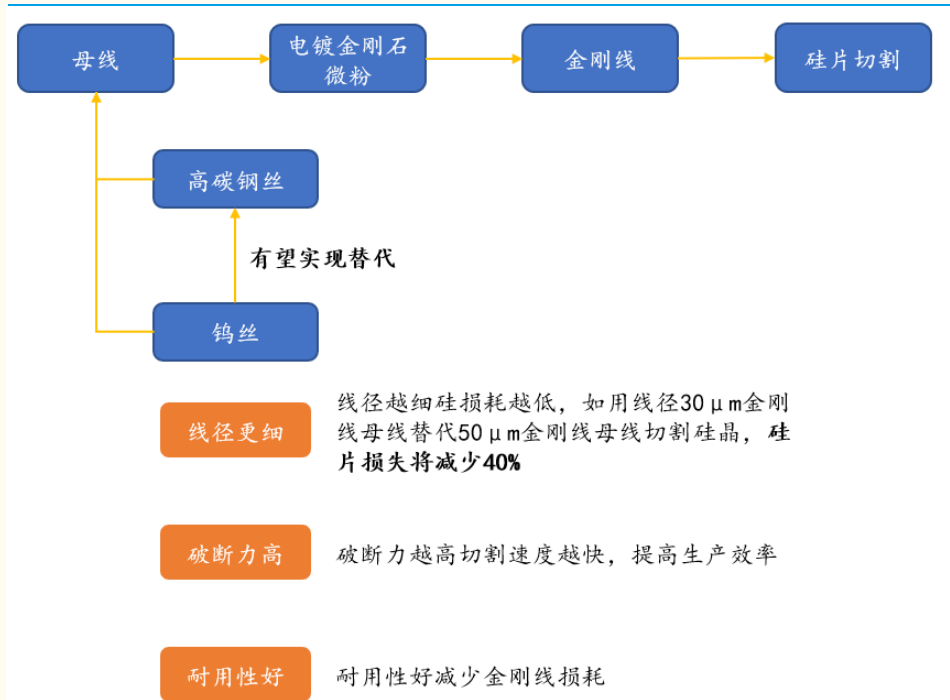 母线
电镀金刚石
微粉
金刚线
硅片切割
高碳钢丝
有望实现替代
钨丝
线径更细
线径越细硅损耗越低，如用线径30μm金刚
线母线替代50μm金刚线母线切割硅晶，硅
片损失将减少40%
破断力高
破断力越高切割速度越快，提高生产效率
耐用性好
耐用性好减少金刚线损耗